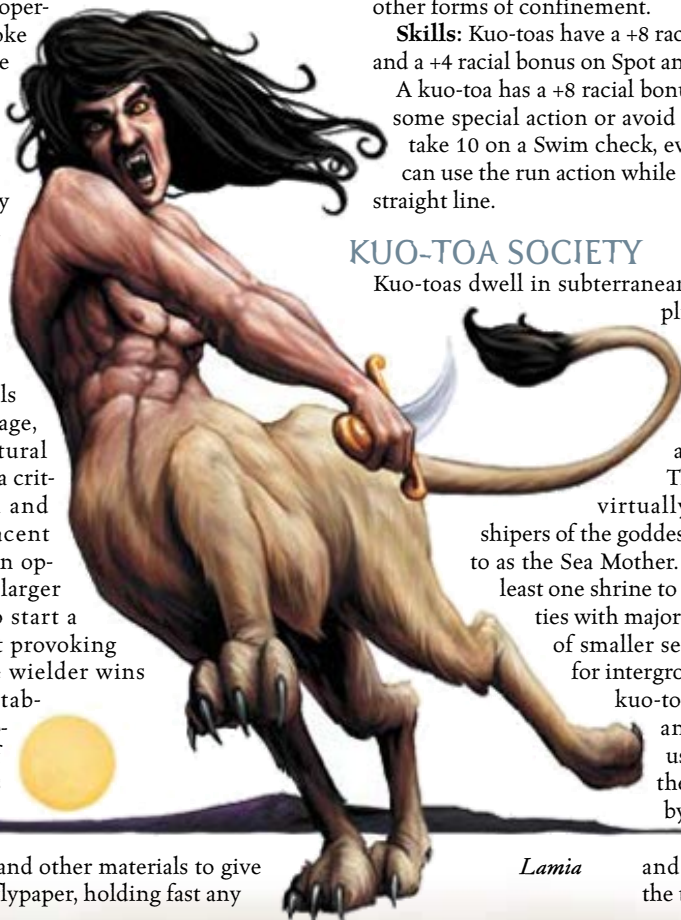 oper-
oke
e
y
ls
age,
tural
a crit-
and
acent
n op-
larger
o start a
t provoking
e wielder wins
tab-
-
and other materials to give
lypaper, holding fast any
other forms of confinement.
Skills: Kuo-toas have a +8 rac
and a +4 racial bonus on Spot an
A kuo-toa has a +8 racial bonu
some special action or avoid
take 10 on a Swim check, ev
can use the run action while
straight line.
KUO-TOA SOCIETY
Kuo-toas dwell in subterranean
pl
a
T
virtually
shipers of the goddes
to as the Sea Mother.
least one shrine to
ties with major
of smaller se
for intergro
kuo-to
an
us
the
by
Lamia
and
the t